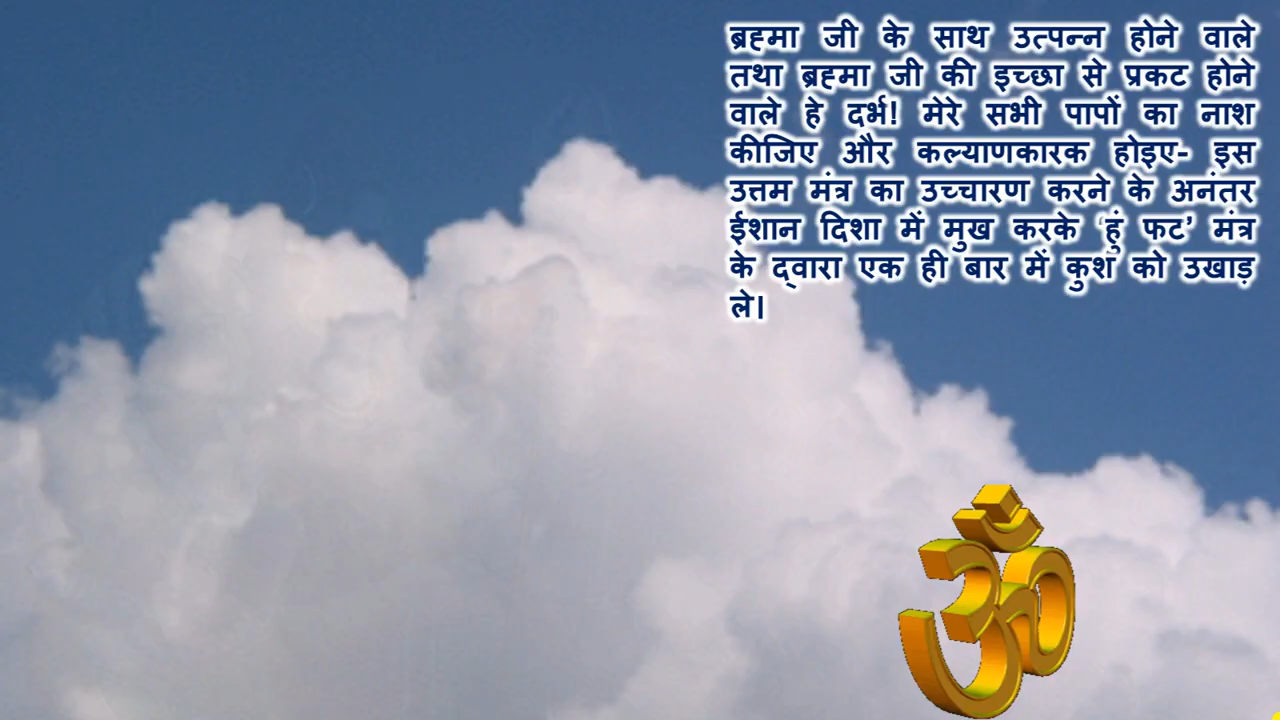 ब्रह्मा जी के साथ उत्पन्न होने वाले
तथा ब्रह्मा जी की इच्छा से प्रकट होने
वाले हे दर्भ! मेरे सभी पापों का नाश
कीजिए और कल्याणकारक होइए- इस
उत्तम मंत्र का उच्चारण करने के अनंतर
ईशान दिशा में मुख करके ‘हुं फट’ मंत्र
के द्वारा एक ही बार में कुश को उखाड़
ले।
ॐ